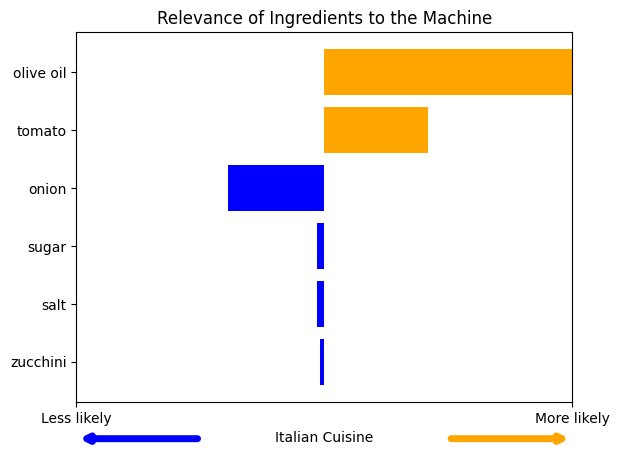 Relevance of Ingredients to the Machine
olive oil
tomato
onion
sugar
salt
zucchini
Less likely
More likely
Italian Cuisine